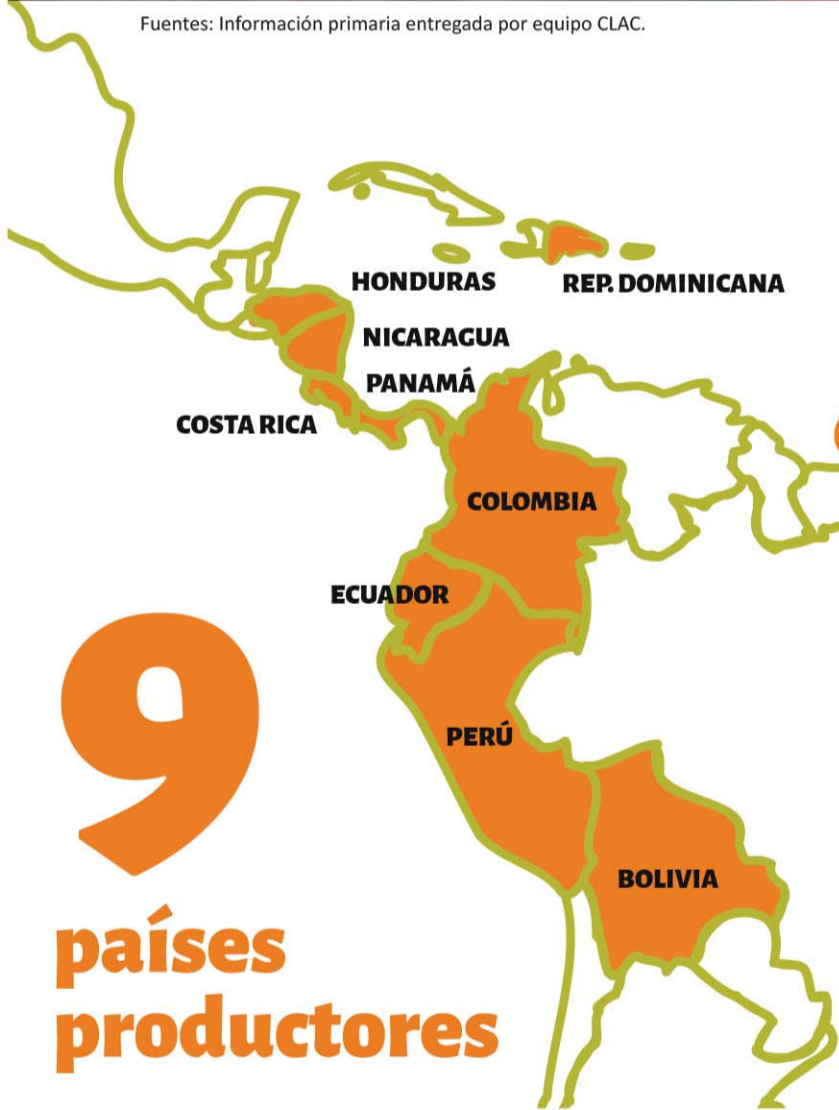 Fuentes: Información primaria entregada por equipo CLAC.
HONDURAS
REP. DOMINICANA
NICARAGUA
PANAMÁ
COSTA RICA
COLOMBIA
ECUADOR
9
PERÚ
BOLIVIA
países
productores